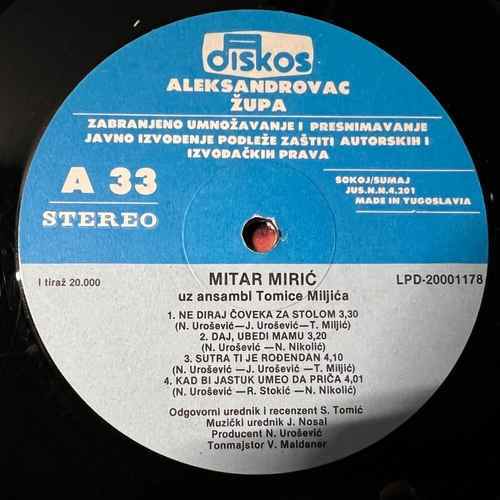 diskos
ALEKSANDROVAC
ŽUPA
ZABRANJENO UMNOŽAVANJE I PRESNIMAVANJE
JAVNO IZVOĐENJE PODLEŽE ZAŠTITI AUTORSKIH I
IZVOĐAČKIH PRAVA
A 33
STEREO
SOKOJ/SUMAJ
JUS.N.N.4.201
MADE IN YUGOSLAVIA
I tiraž 20.000
MITAR MIRIĆ
uz ansambl Tomice Miljića
LPD-20001178
1. NE DIRAJ ČOVEKA ZA STOLOM 3,30
(N. Urošević—J. Urošević—T. Miljić)
2. DAJ, UBEDI MAMU 3,20
(N. Urošević—N. Nikolić)
3. SUTRA TI JE ROĐENDAN 4,10
(N. Urošević—J. Urošević—T. Miljić)
4. KAD BI JASTUK UMEO DA PRIČA 4,01
(N. Urošević—R. Stokić—N. Nikolić)
Odgovorni urednik i recenzent S. Tomić
Muzički urednik J. Nosal
Producent N. Urošević
Tonmajstor V. Maldener